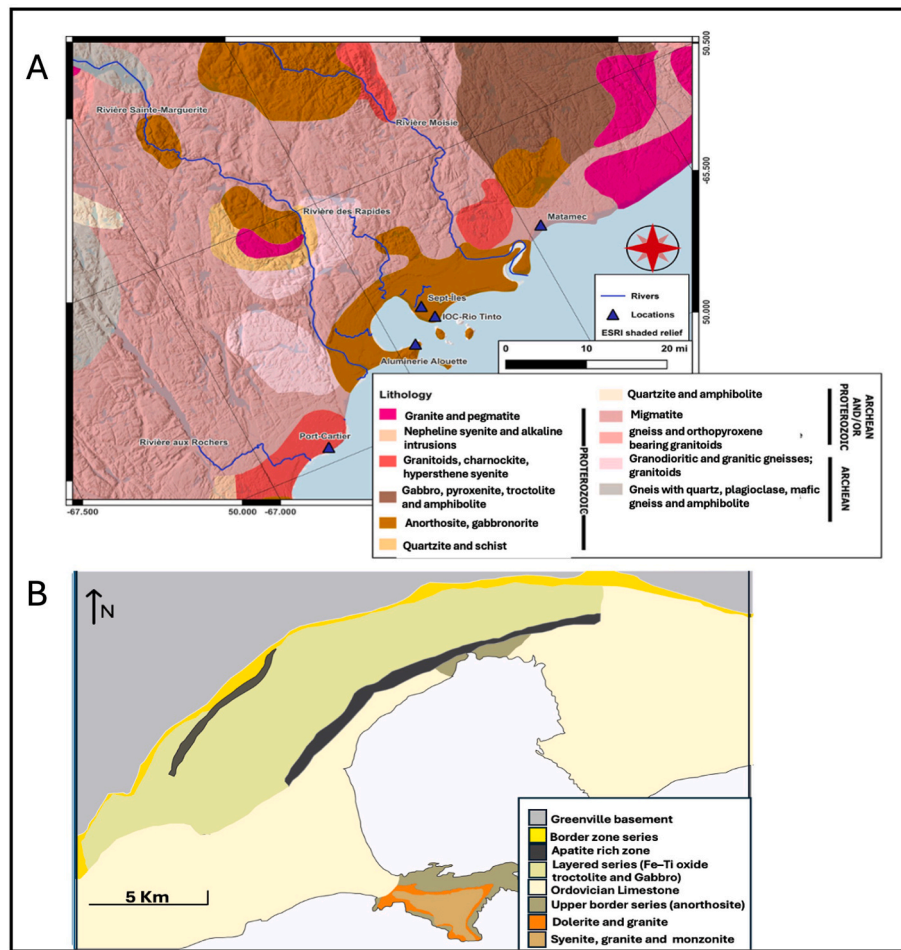 A
50.500
Rivière Sainte-Marguerite
Rivière Moisie
-65.500
Rivière des Rapides
Matamec
Sept-Îles
IOC-Rio Tinto
Aluminerie Alouette
50.000
Rivers
Locations
ESRI shaded relief
0 10 20 mi
Rivière aux Rochers
Port-Cartier
-67.500
50.000
-67.000
Lithology
Granite and pegmatite
Nepheline syenite and alkaline
intrusions
Granitoids, charnockite,
hypersthene syenite
Gabbro, pyroxenite, troctolite
and amphibolite
Anorthosite, gabbronorite
Quartzite and schist
PROTEROZOIC
Quartzite and amphibolite
Migmatite
gneiss and orthopyroxene
bearing granitoids
Granodioritic and granitic gneisses;
granitoids
Gneis with quartz, plagioclase, mafic
gneiss and amphibolite
ARCHEAN
AND/OR
PROTEROZOIC
ARCHEAN
B
N
5 Km
Greenville basement
Border zone series
Apatite rich zone
Layered series (Fe–Ti oxide
troctolite and Gabbro)
Ordovician Limestone
Upper border series (anorthosite)
Dolerite and granite
Syenite, granite and monzonite